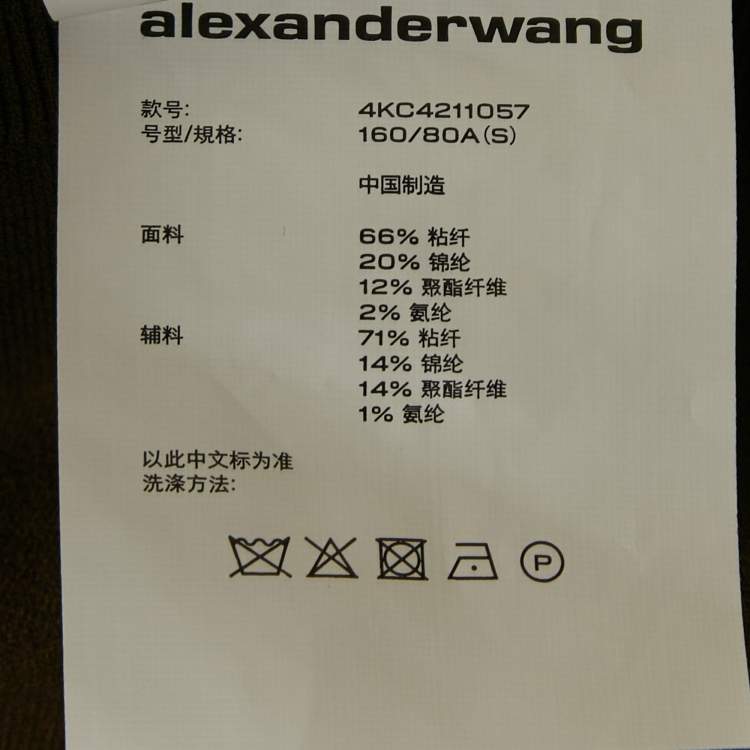 alexanderwang
款号: 4KC4211057
号型/規格: 160/80A(S)
中国制造
面料 66% 粘纤
20% 锦纶
12% 聚酯纤维
2% 氨纶
辅料 71% 粘纤
14% 锦纶
14% 聚酯纤维
1% 氨纶
以此中文标为准
洗涤方法:
P